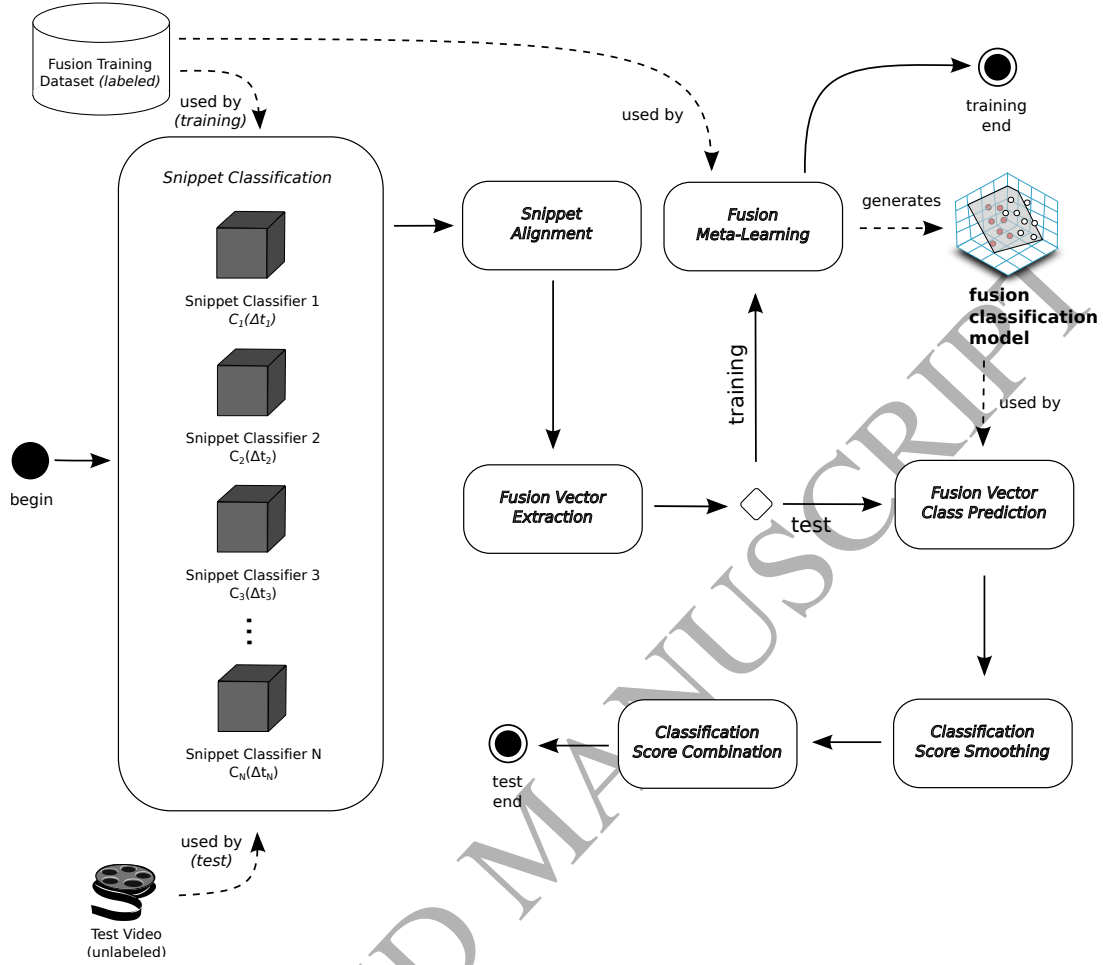 Fusion Training
Dataset (labeled)
used by
(training)
used by
training
end
Snippet Classification
Snippet Classifier 1
C₁(Δt₁)
Snippet Classifier 2
C₂(Δt₂)
Snippet Classifier 3
C₃(Δt₃)
Snippet Classifier N
C_N(Δt_N)
begin
Snippet
Alignment
Fusion
Meta-Learning
generates
fusion
classification
model
used by
training
Fusion Vector
Extraction
test
Fusion Vector
Class Prediction
Classification
Score Combination
Classification
Score Smoothing
test
end
used by
(test)
Test Video
(unlabeled)
D MANUSCRIPT